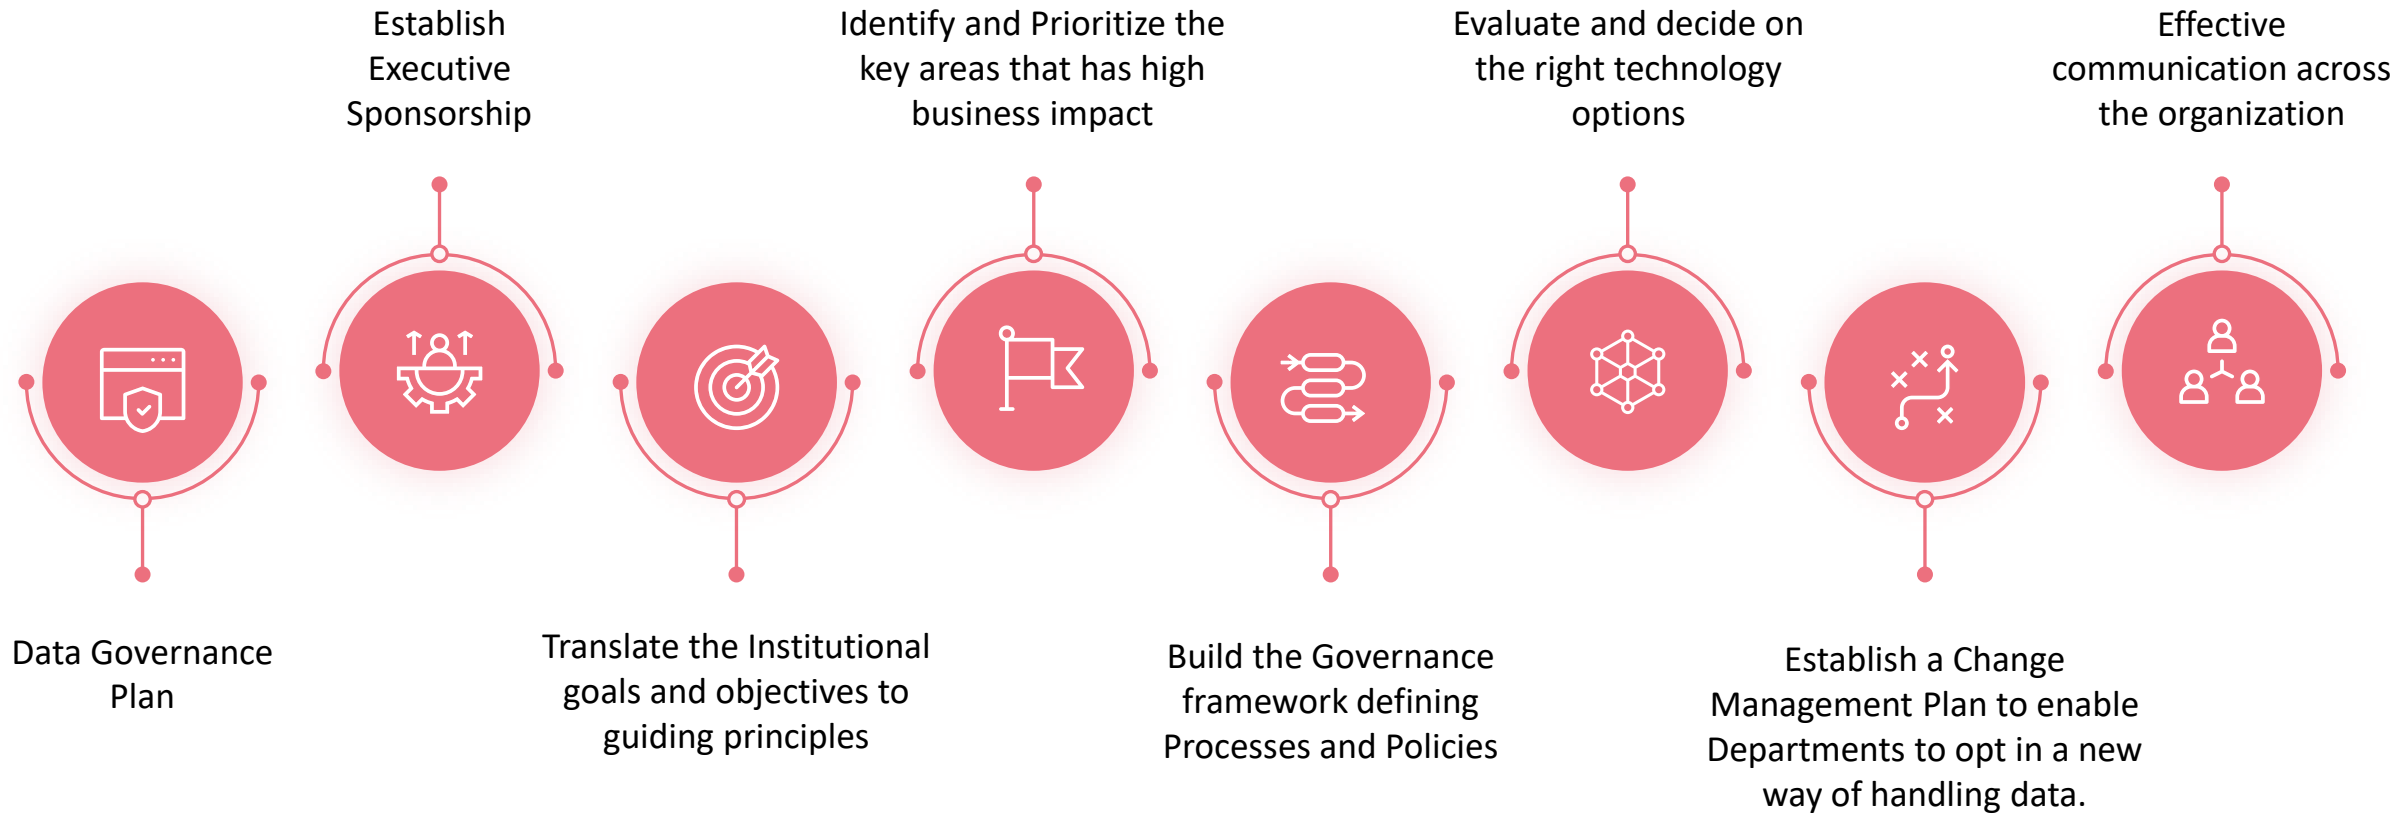 Data Governance
Plan
Establish
Executive
Sponsorship
Translate the Institutional
goals and objectives to
guiding principles
Identify and Prioritize the
key areas that has high
business impact
Build the Governance
framework defining
Processes and Policies
Evaluate and decide on
the right technology
options
Establish a Change
Management Plan to enable
Departments to opt in a new
way of handling data.
Effective
communication across
the organization